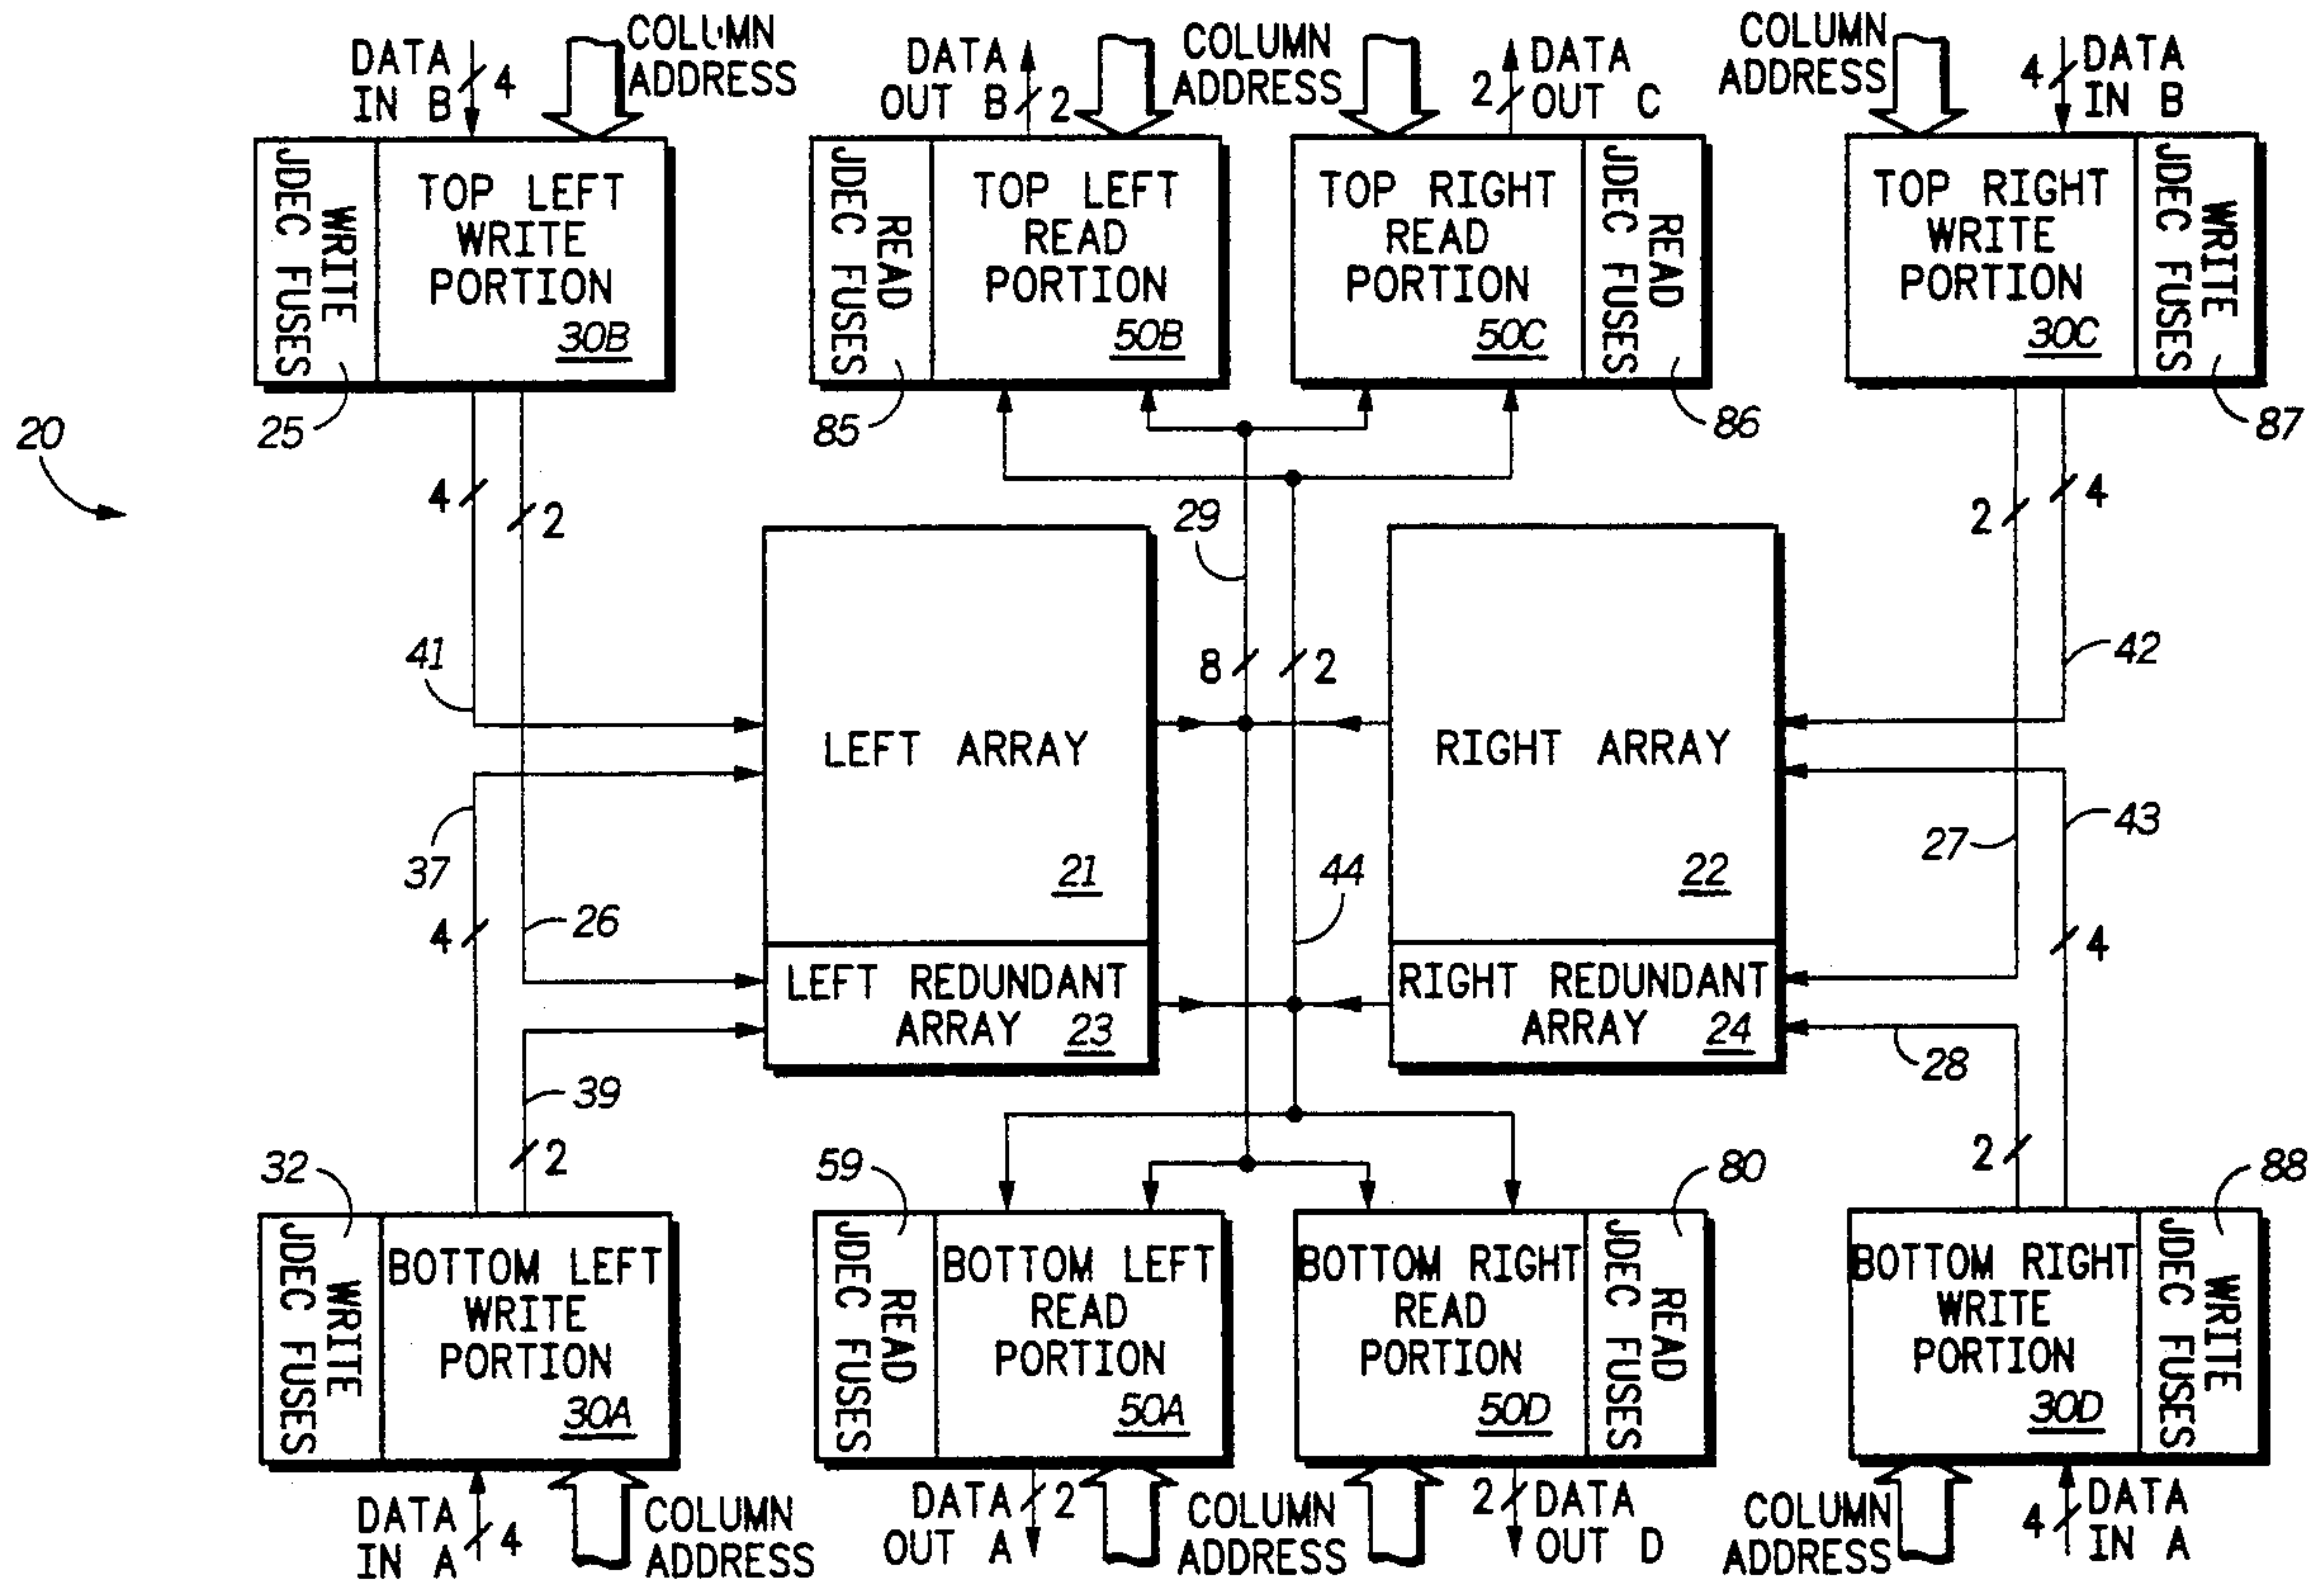 DATA
IN B
4
COLUMN
ADDRESS
DATA
OUT B
2
COLUMN
ADDRESS
2
DATA
OUT C
COLUMN
ADDRESS
4
DATA
IN B
WRITE
JDEC FUSES
TOP LEFT
WRITE
PORTION
30B
READ
JDEC FUSES
TOP LEFT
READ
PORTION
50B
TOP RIGHT
READ
PORTION
50C
READ
JDEC FUSES
TOP RIGHT
WRITE
PORTION
30C
WRITE
JDEC FUSES
20
25
85
86
87
4
2
29
2
4
41
8
2
42
LEFT ARRAY
21
RIGHT ARRAY
22
37
4
26
44
27
43
4
LEFT REDUNDANT
ARRAY 23
RIGHT REDUNDANT
ARRAY 24
39
28
32
2
59
80
2
88
WRITE
JDEC FUSES
BOTTOM LEFT
WRITE
PORTION
30A
READ
JDEC FUSES
BOTTOM LEFT
READ
PORTION
50A
BOTTOM RIGHT
READ
PORTION
50D
READ
JDEC FUSES
BOTTOM RIGHT
WRITE
PORTION
30D
WRITE
JDEC FUSES
DATA
IN A
4
COLUMN
ADDRESS
DATA
OUT A
2
COLUMN
ADDRESS
2
DATA
OUT D
COLUMN
ADDRESS
4
DATA
IN A